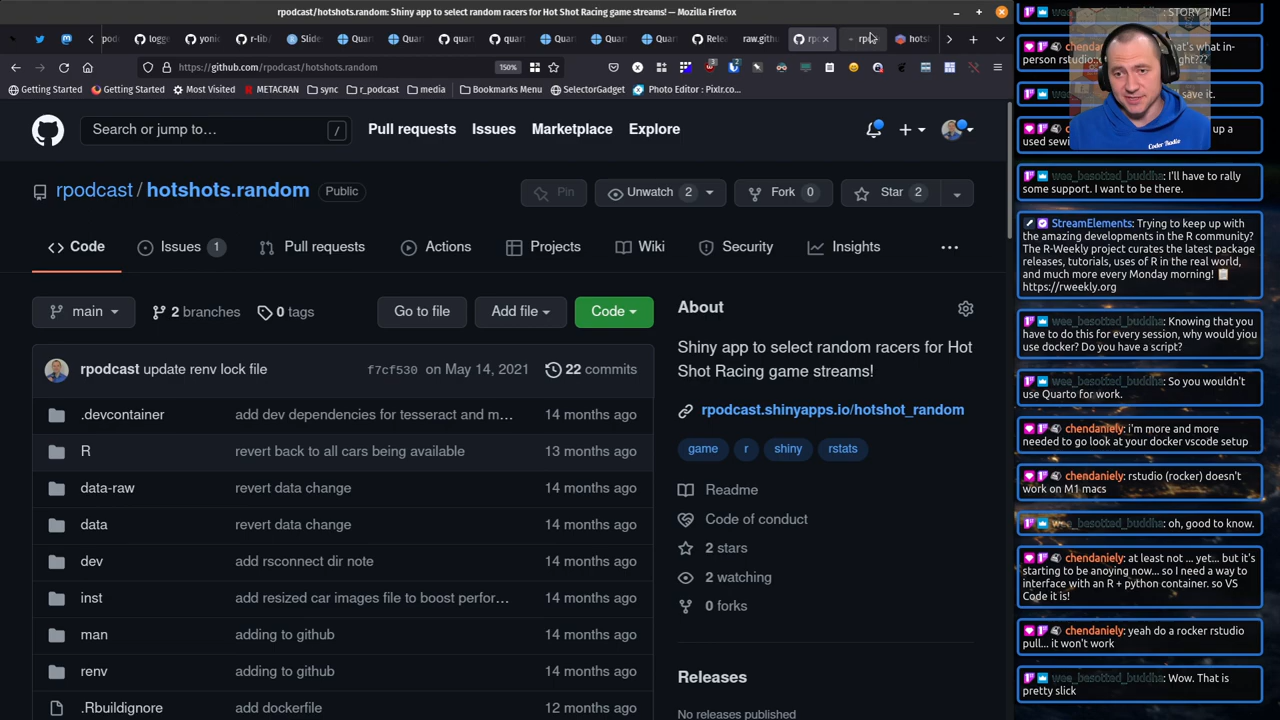 rpodcast/hotshots.random: Shiny app to select random racers for Hot Shot Racing game streams! — Mozilla Firefox
https://github.com/rpodcast/hotshots
Getting Started
Getting Started
Most Visited
METACRAN
Menu
SelectorGadget
Photo Editor : Pixlr.co...
Search or jump to...
/
Pull requests
Issues
Marketplace
Explore
rpodcast / hotshots.random
Public
Pin
Unwatch 2
Fork 0
Star 2
Code
Issues 1
Pull requests
Actions
Projects
Wiki
Security
Insights
main
2 branches
0 tags
Go to file
Add file
Code
rpodcast update renv lock file
on May 14, 2021
22 commits
.devcontainer
add dev dependencies for tesseract and m...
14 months ago
R
revert back to all cars being available
13 months ago
data-raw
revert data change
14 months ago
data
revert data change
14 months ago
dev
add rsconnect
14 months ago
inst
add resized car images file to boost perfor...
14 months ago
man
adding to github
14 months ago
renv
adding to github
14 months ago
.Rbuildignore
add dockerfile
12 months ago
About
Shiny app to select random racers for Hot
Shot Racing game streams!
rpodcast.shinyapps.io/hotshot_random
game
r
shiny
rstats
Readme
Code of conduct
2 stars
2 watching
0 forks
Releases
No releases published
STORY TIME!
person rstudio::
save it.
used sewi
Coder Radio
wee_besotted_buddha: I'll have to rally
some support. I want to be there.
StreamElements: Trying to keep up with
the amazing developments in the R community?
The R-Weekly project curates the latest package
releases, tutorials, uses of R in the real world,
and much more every Monday morning!
https://rweekly.org
wee_besotted_buddha: Knowing that you
have to do this for every session, why would yiou
use docker? Do you have a script?
wee_besotted_buddha: So you wouldn't
use Quarto for work.
chendaniely: i'm more and more
needed to go look at your docker vscode setup
chendaniely: rstudio (rocker) doesn't
work on M1 macs
wee_besotted_buddha: oh, good to know.
chendaniely: at least not ... yet... but it's
starting to be anoying now... so I need a way to
interface with an R + python container. so VS
Code it is!
chendaniely: yeah do a rocker rstudio
pull... it won't work
wee_besotted_buddha: Wow. That is
pretty slick